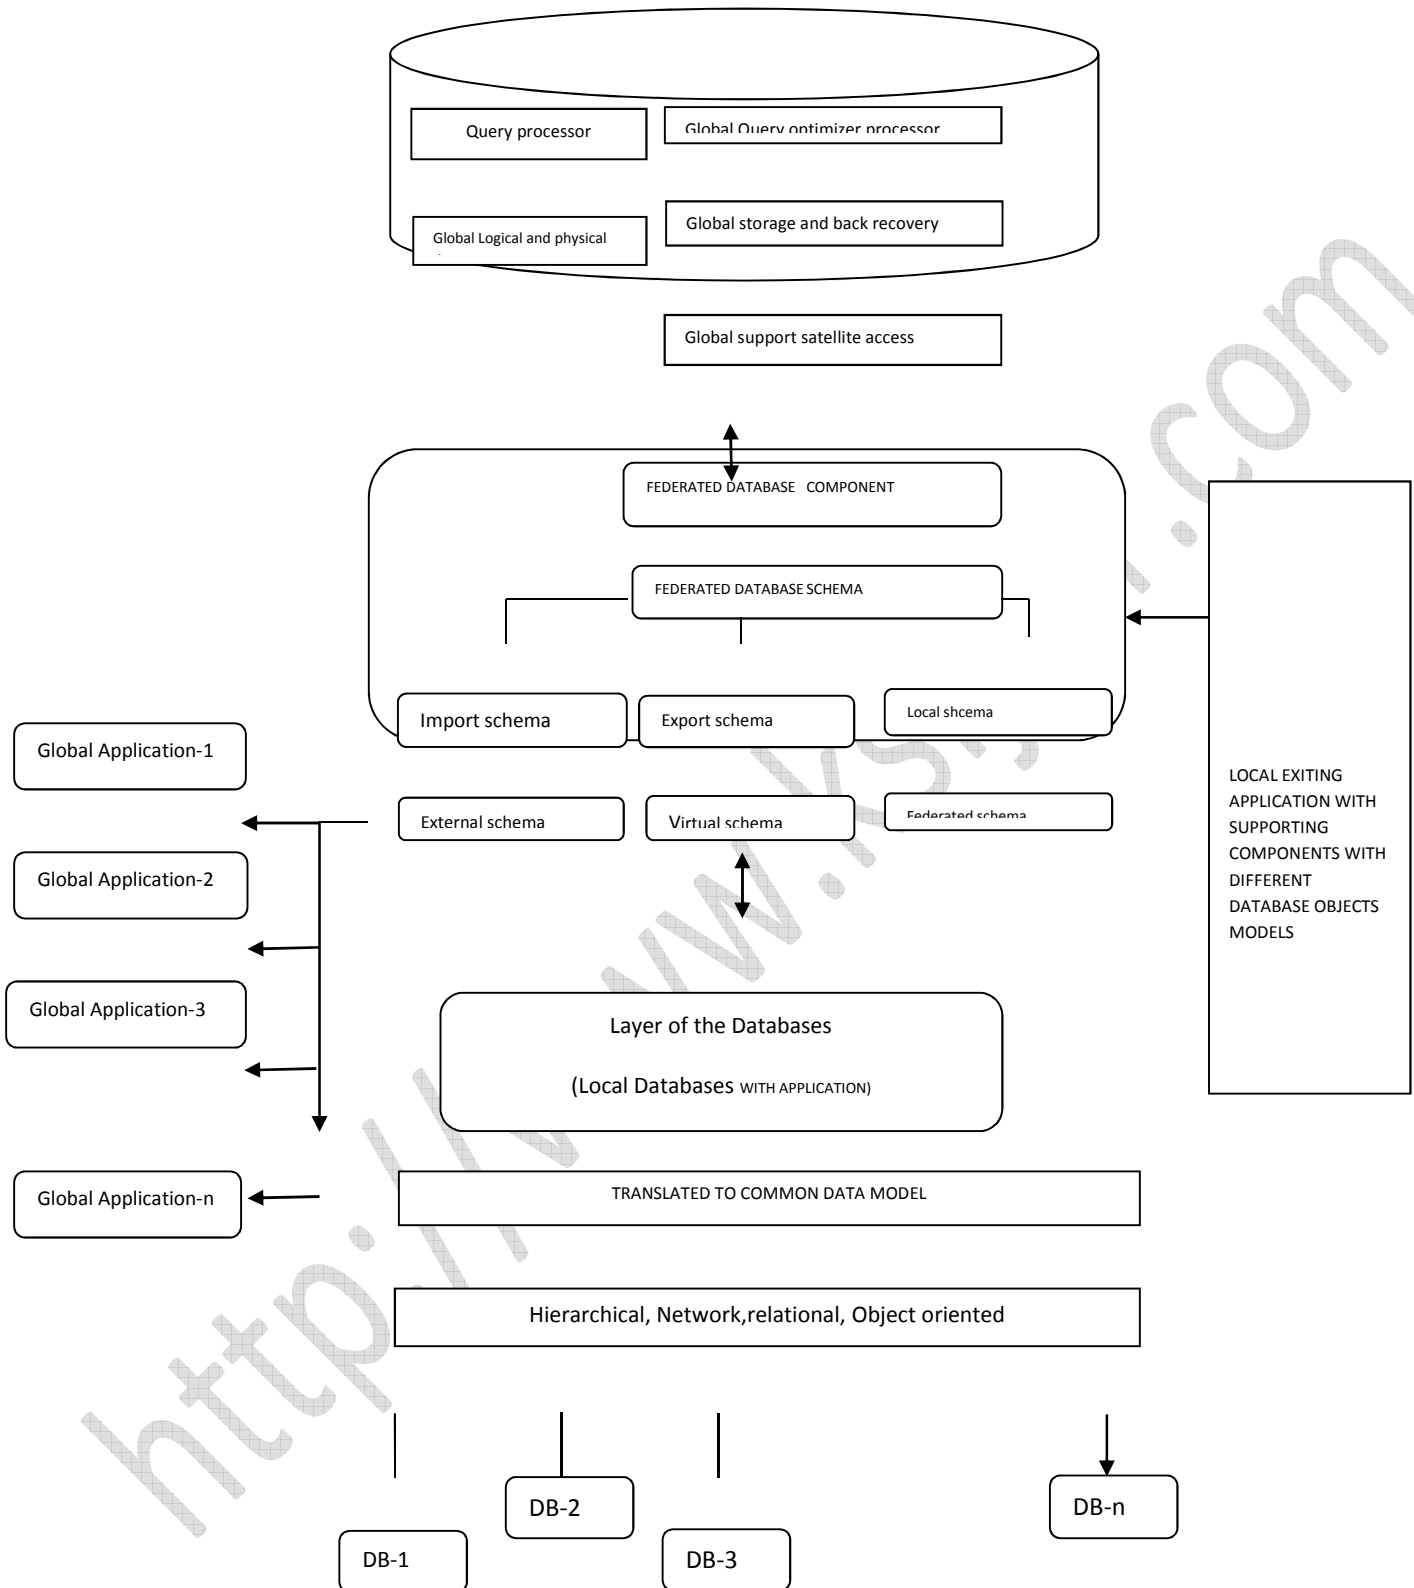 Query processor
Global Query optimizer processor
Global Logical and physical
Global storage and back recovery
Global support satellite access
FEDERATED DATABASE COMPONENT
FEDERATED DATABASE SCHEMA
Import schema
Export schema
Local shcema
External schema
Virtual schema
Federated schema
Global Application-1
Global Application-2
Global Application-3
Global Application-n
LOCAL EXITING
APPLICATION WITH
SUPPORTING
COMPONENTS WITH
DIFFERENT
DATABASE OBJECTS
MODELS
Layer of the Databases
(Local Databases WITH APPLICATION)
TRANSLATED TO COMMON DATA MODEL
Hierarchical, Network,relational, Object oriented
DB-1
DB-2
DB-3
DB-n